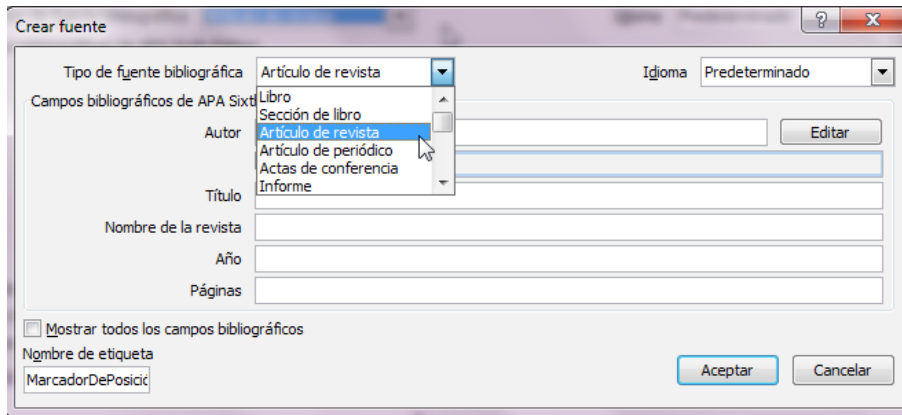 Crear fuente
Tipo de fuente bibliográfica Artículo de revista Idioma Predeterminado
Campos bibliográficos de APA Sixt
Libro
Sección de libro
Artículo de revista
Artículo de periódico
Actas de conferencia
Informe
Autor Editar
Título
Nombre de la revista
Año
Páginas
Mostrar todos los campos bibliográficos
Nombre de etiqueta
MarcadorDePosició
Aceptar Cancelar